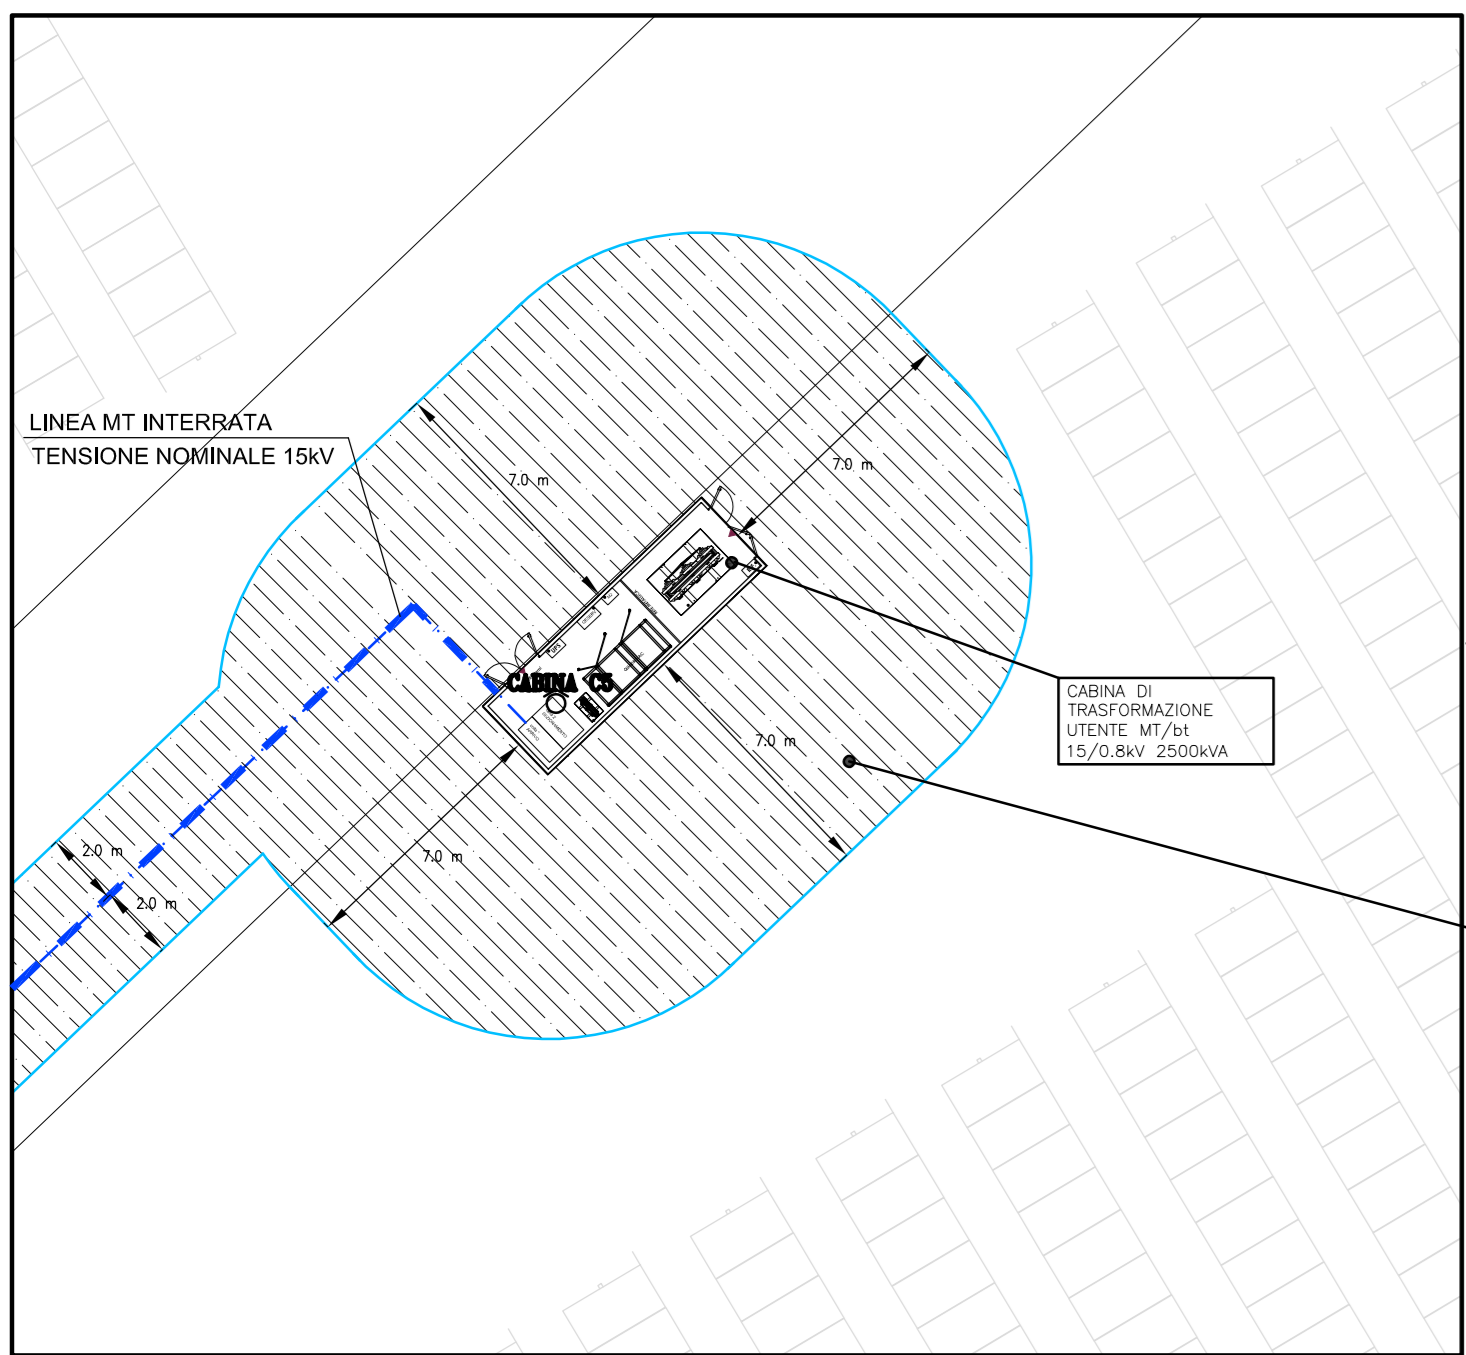 LINEA MT INTERRATA
TENSIONE NOMINALE 15kV
7.0 m
7.0 m
UPS
CABINA C5
CABINA DI
TRASFORMAZIONE
UTENTE MT/bt
15/0.8kV 2500kVA
7.0 m
7.0 m
2.0 m
2.0 m